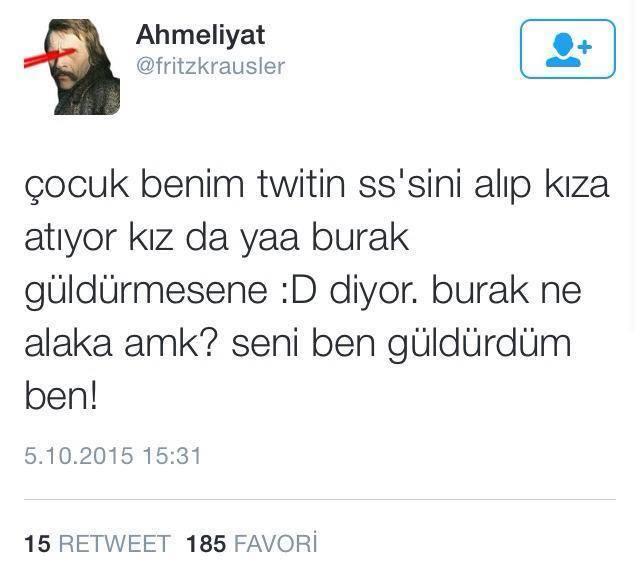 Ahmeliyat
@fritzkrausler
çocuk benim twitin ss'sini alıp kıza
atıyor kız da yaa burak
güldürmesene :D diyor. burak ne
alaka amk? seni ben güldürdüm
ben!
5.10.2015 15:31
15 RETWEET 185 FAVORİ